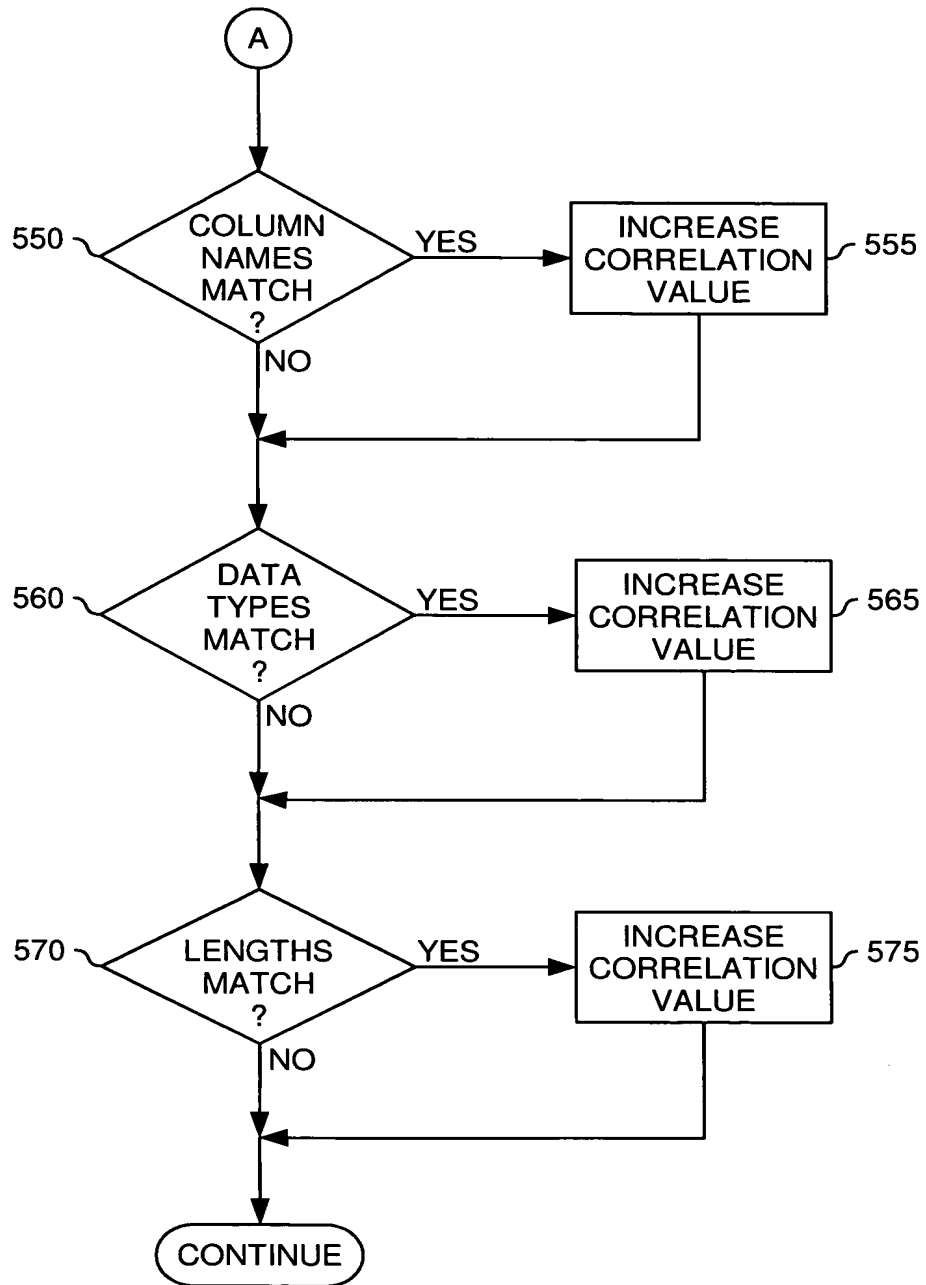 A
550
COLUMN
NAMES
MATCH
?
YES
INCREASE
CORRELATION
VALUE
555
NO
560
DATA
TYPES
MATCH
?
YES
INCREASE
CORRELATION
VALUE
565
NO
570
LENGTHS
MATCH
?
YES
INCREASE
CORRELATION
VALUE
575
NO
CONTINUE